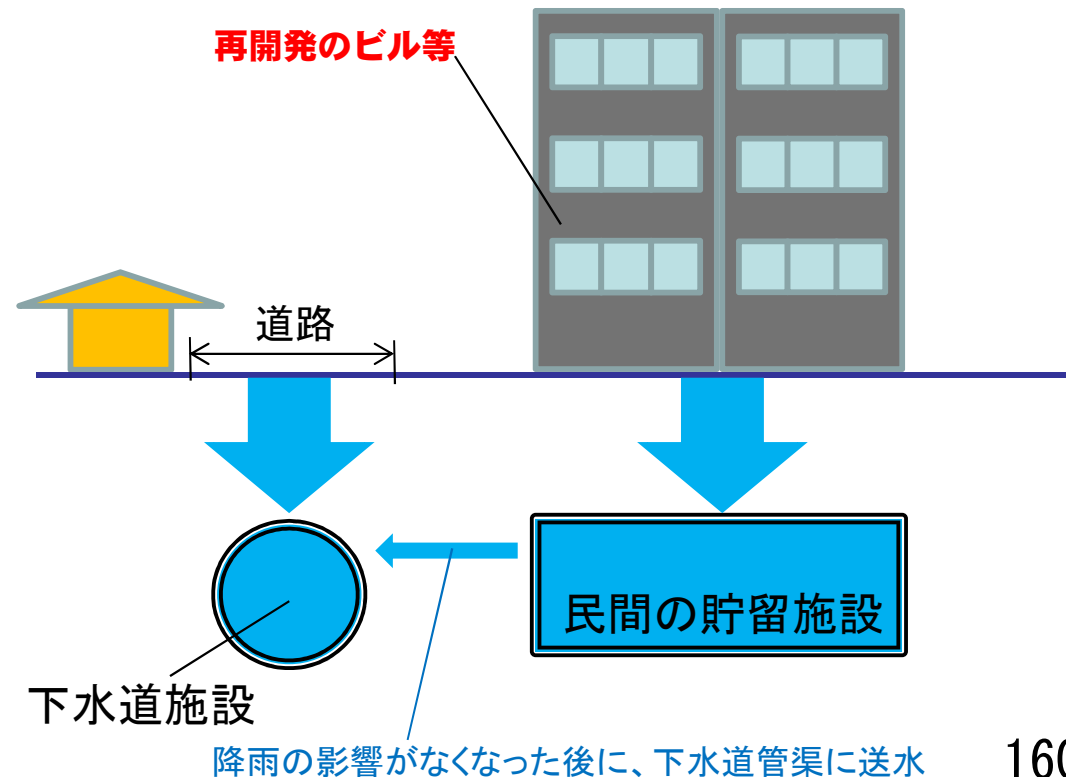 再開発のビル等
道路
民間の貯留施設
下水道施設
降雨の影響がなくなった後に、下水道管渠に送水
160